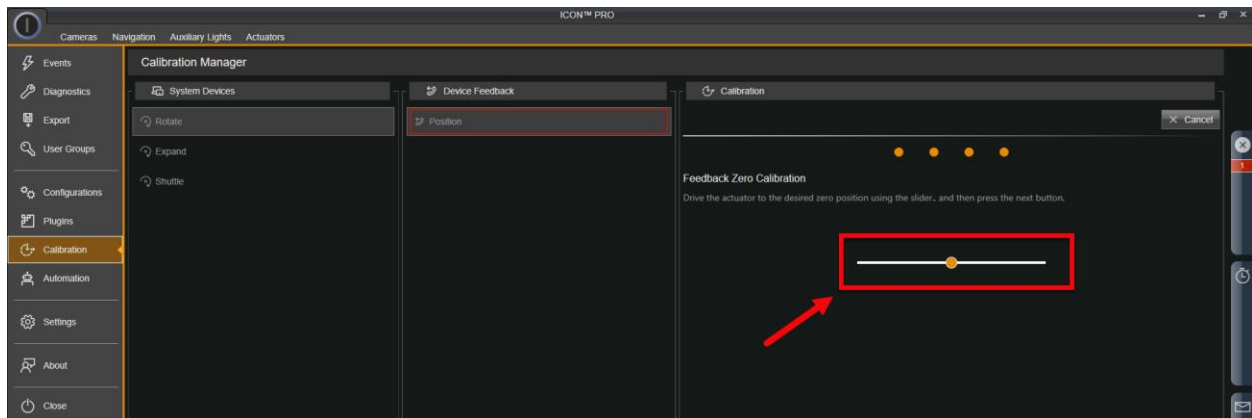 ICON™ PRO
Cameras Navigation Auxiliary Lights Actuators
Events
Diagnostics
Export
User Groups
Configurations
Plugins
Calibration
Automation
Settings
About
Close
Calibration Manager
System Devices
Rotate
Expand
Shuttle
Device Feedback
Position
Calibration
Cancel
Feedback Zero Calibration
Drive the actuator to the desired zero position using the slider., and then press the next button.
1